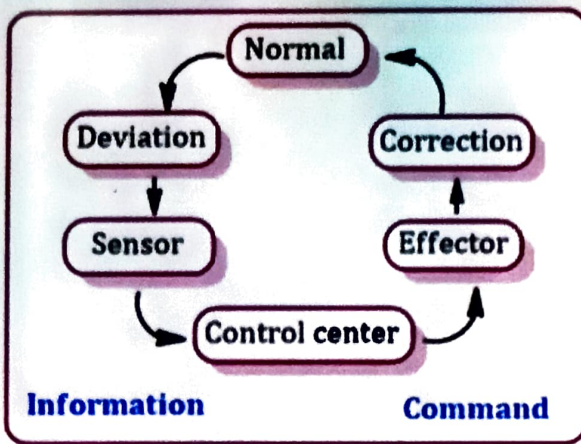 Normal
Deviation
Correction
Sensor
Effector
Control center
Information
Command